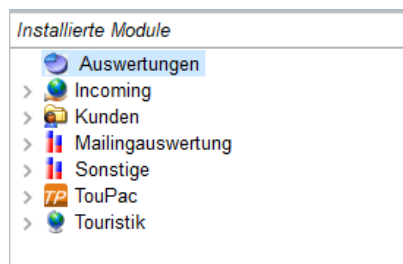 Installierte Module
Auswertungen
Incoming
Kunden
Mailingauswertung
Sonstige
TP TouPac
Touristik